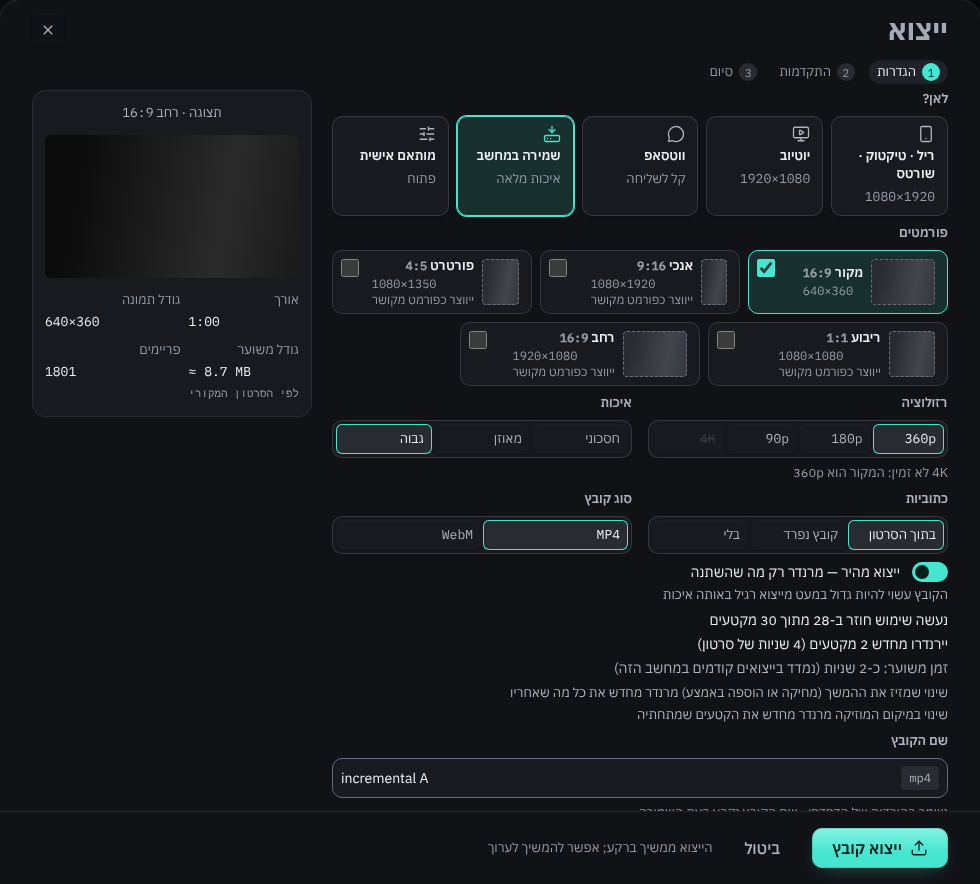 ייצוא
1 הגדרות
2 התקדמות
3 סיום
לאן?
ריל · טיקטוק · שורטס
1080×1920
יוטיוב
1920×1080
ווטסאפ
קל לשליחה
שמירה במחשב
איכות מלאה
מותאם אישית
פתוח
פורמטים
מקור 16:9
640×360
אנכי 9:16
1080×1920
ייווצר כפורמט מקושר
פורטרט 4:5
1080×1350
ייווצר כפורמט מקושר
ריבוע 1:1
1080×1080
ייווצר כפורמט מקושר
רחב 16:9
1920×1080
ייווצר כפורמט מקושר
רזולוציה
360p
180p
90p
4K
4K לא זמין: המקור הוא 360p
איכות
חסכוני
מאוזן
גבוה
כתוביות
בתוך הסרטון
קובץ נפרד
בלי
סוג קובץ
MP4
WebM
ייצוא מהיר — מרנדר רק מה שהשתנה
הקובץ עשוי להיות גדול במעט מייצוא רגיל באותה איכות
נעשה שימוש חוזר ב-28 מתוך 30 מקטעים
יירנדרו מחדש 2 מקטעים (4 שניות של סרטון)
זמן משוער: כ-2 שניות (נמדד בייצואים קודמים במחשב הזה)
שינוי שמזיז את ההמשך (מחיקה או הוספה באמצע) מרנדר מחדש את כל מה שאחריו
שינוי במיקום המוזיקה מרנדר מחדש את הקטעים שמתחתיה
שם הקובץ
mp4
incremental A
תצוגה · רחב 16:9
אורך
1:00
גודל תמונה
640×360
גודל משוער
≈ 8.7 MB
לפי הסרטון המקורי
פריימים
1801
ייצוא קובץ
ביטול
הייצוא ממשיך ברקע; אפשר להמשיך לערוך